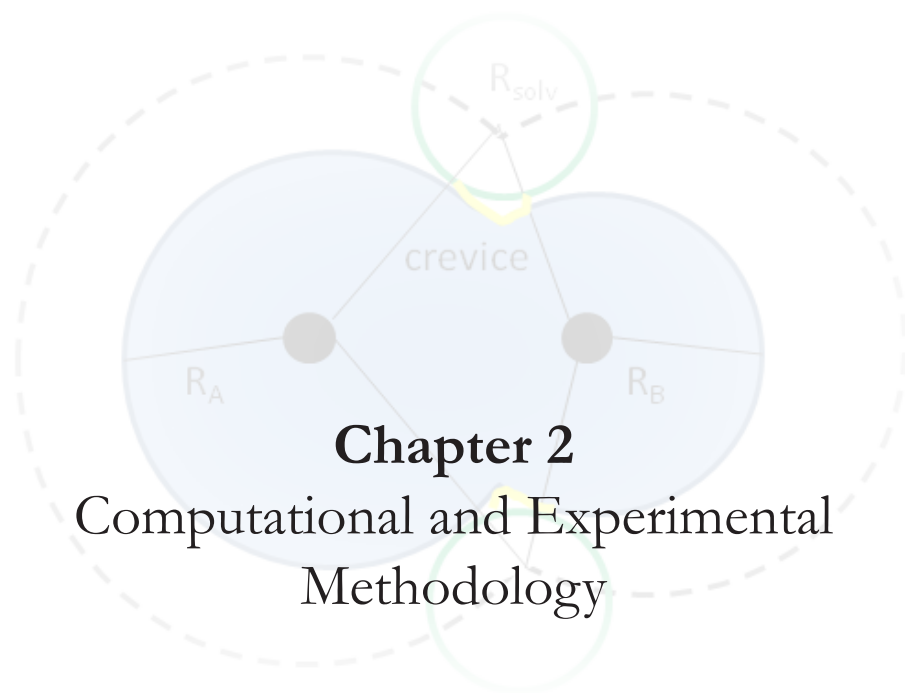 R_solv
crevice
R_A
R_B
Chapter 2
Computational and Experimental
Methodology